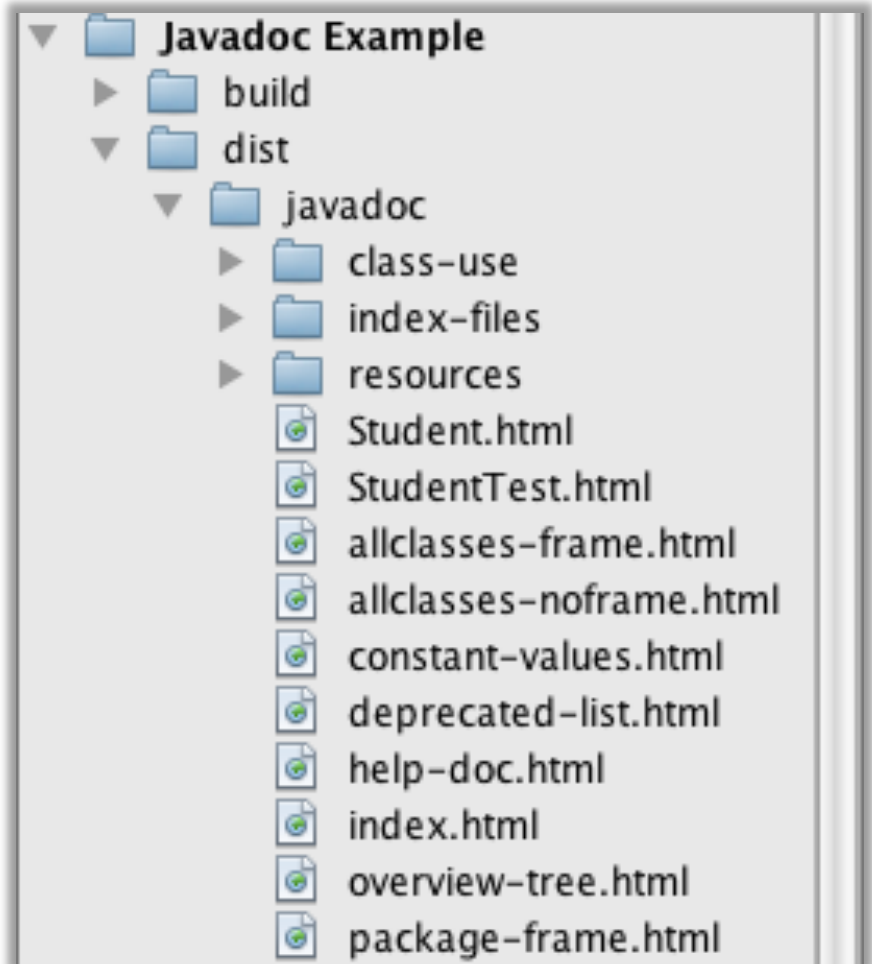 Javadoc Example
build
dist
javadoc
class-use
index-files
resources
Student.html
StudentTest.html
allclasses-frame.html
allclasses-noframe.html
constant-values.html
deprecated-list.html
help-doc.html
index.html
overview-tree.html
package-frame.html